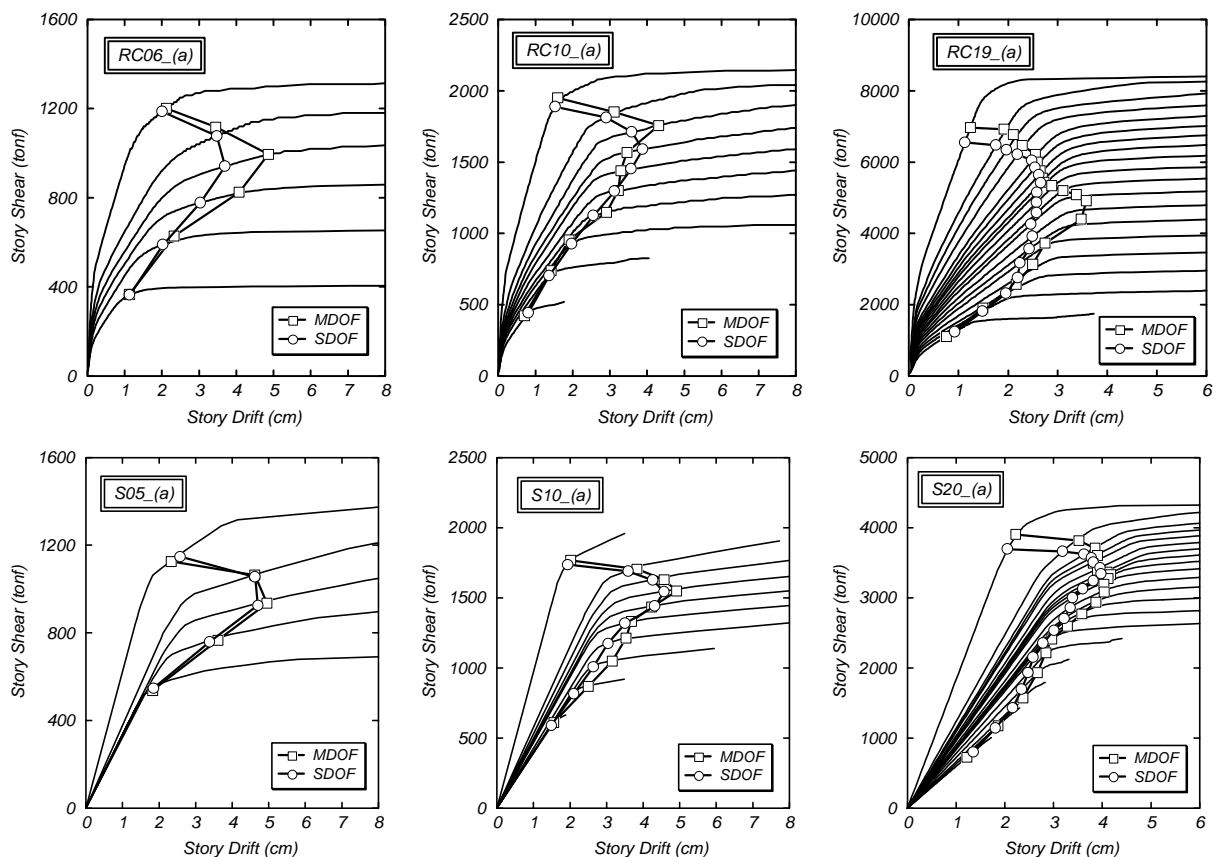 1600
1200
800
400
0
Story Shear (tonf)
RC06_(a)
MDOF
SDOF
0 1 2 3 4 5 6 7 8
Story Drift (cm)
2500
2000
1500
1000
500
0
Story Shear (tonf)
RC10_(a)
MDOF
SDOF
0 1 2 3 4 5 6 7 8
Story Drift (cm)
10000
8000
6000
4000
2000
0
Story Shear (tonf)
RC19_(a)
MDOF
SDOF
0 1 2 3 4 5 6
Story Drift (cm)
1600
1200
800
400
0
Story Shear (tonf)
S05_(a)
MDOF
SDOF
0 1 2 3 4 5 6 7 8
Story Drift (cm)
2500
2000
1500
1000
500
0
Story Shear (tonf)
S10_(a)
MDOF
SDOF
0 1 2 3 4 5 6 7 8
Story Drift (cm)
5000
4000
3000
2000
1000
0
Story Shear (tonf)
S20_(a)
MDOF
SDOF
0 1 2 3 4 5 6
Story Drift (cm)